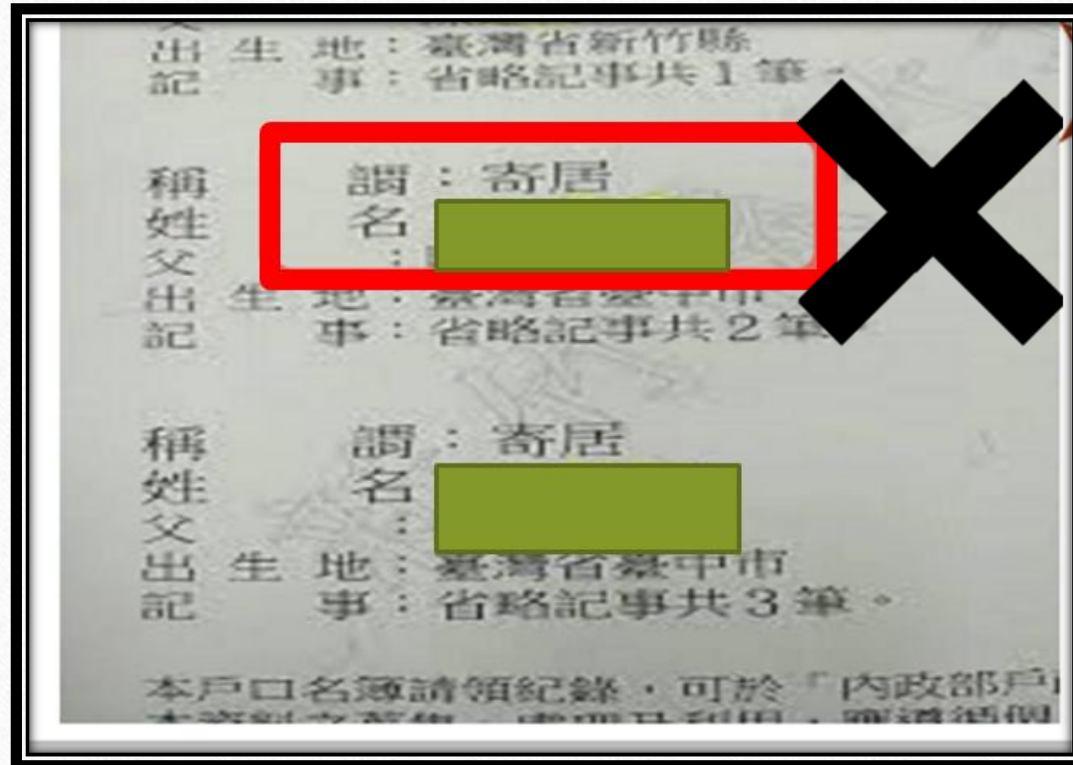 出 生 地：臺灣省新竹縣
記 事：省略記事共1筆。
稱 謂：寄居
姓 名
父 ：
出 生 地：臺灣省臺中市
記 事：省略記事共2筆。
稱 謂：寄居
姓 名
父 ：
出 生 地：臺灣省臺中市
記 事：省略記事共3筆。
本戶口名簿請領紀錄，可於「內政部戶